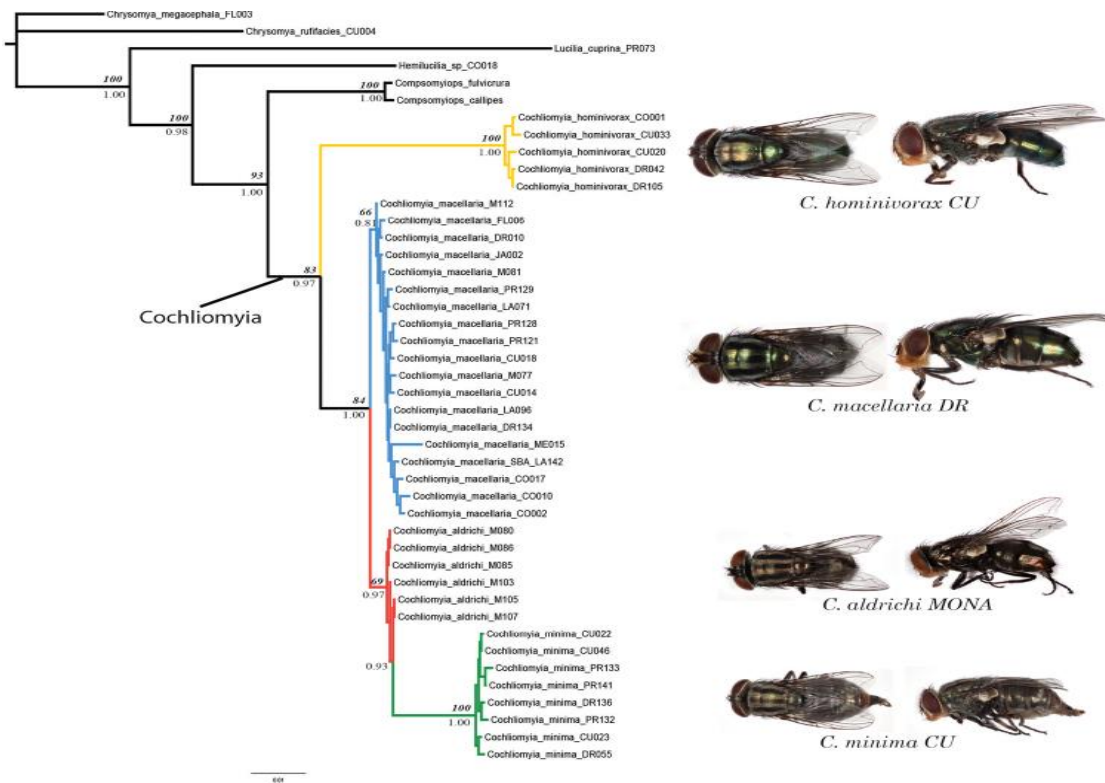 Chrysomya_megacephala_FL003
Chrysomya_rufifacies_CU004
Lucilia_cuprina_PR073
100
1.00
Hemilucilia_sp_CO018
100
0.98
100
1.00
Compsomyiops_fulvicrura
Compsomyiops_callipes
93
1.00
Cochliomyia_hominivorax_CO001
Cochliomyia_hominivorax_CU033
Cochliomyia_hominivorax_CU020
Cochliomyia_hominivorax_DR042
Cochliomyia_hominivorax_DR105
100
1.00
C. hominivorax CU
83
0.97
Cochliomyia
66
0.81
Cochliomyia_macellaria_M112
Cochliomyia_macellaria_FL006
Cochliomyia_macellaria_DR010
Cochliomyia_macellaria_JA002
Cochliomyia_macellaria_M081
Cochliomyia_macellaria_PR129
Cochliomyia_macellaria_LA071
Cochliomyia_macellaria_PR128
Cochliomyia_macellaria_PR121
Cochliomyia_macellaria_CU018
Cochliomyia_macellaria_M077
Cochliomyia_macellaria_CU014
Cochliomyia_macellaria_LA096
Cochliomyia_macellaria_DR134
Cochliomyia_macellaria_ME015
Cochliomyia_macellaria_SBA_LA142
Cochliomyia_macellaria_CO017
Cochliomyia_macellaria_CO010
Cochliomyia_macellaria_CO002
C. macellaria DR
84
1.00
Cochliomyia_aldrichi_M080
Cochliomyia_aldrichi_M086
Cochliomyia_aldrichi_M085
Cochliomyia_aldrichi_M103
Cochliomyia_aldrichi_M105
Cochliomyia_aldrichi_M107
69
0.97
C. aldrichi MONA
0.93
Cochliomyia_minima_CU022
Cochliomyia_minima_CU046
Cochliomyia_minima_PR133
Cochliomyia_minima_PR141
Cochliomyia_minima_DR136
Cochliomyia_minima_PR132
Cochliomyia_minima_CU023
Cochliomyia_minima_DR055
100
1.00
C. minima CU